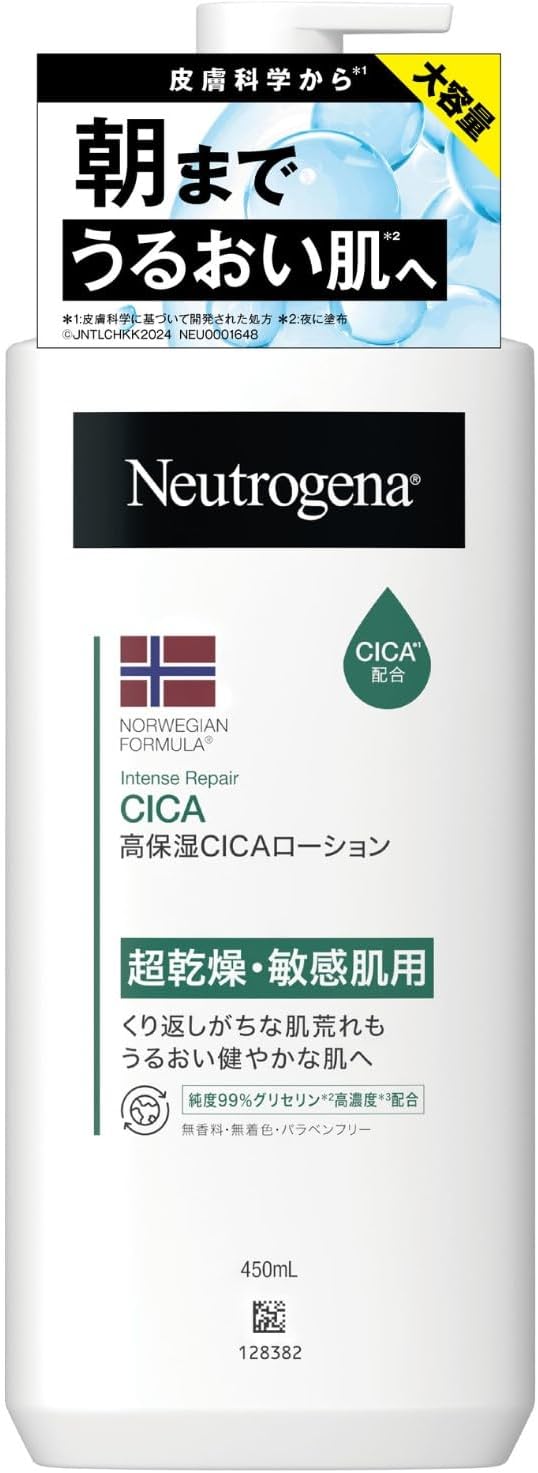 皮膚科学から*1
大容量
朝まで
うるおい肌*2へ
*1:皮膚科学に基づいて開発された処方 *2:夜に塗布
©JNTLCHKK2024 NEU0001648
Neutrogena®
CICA*1
配合
NORWEGIAN
FORMULA®
Intense Repair
CICA
高保湿CICAローション
超乾燥・敏感肌用
くり返しがちな肌荒れも
うるおい健やかな肌へ
純度99%グリセリン*2高濃度*3配合
無香料・無着色・パラベンフリー
450mL
128382